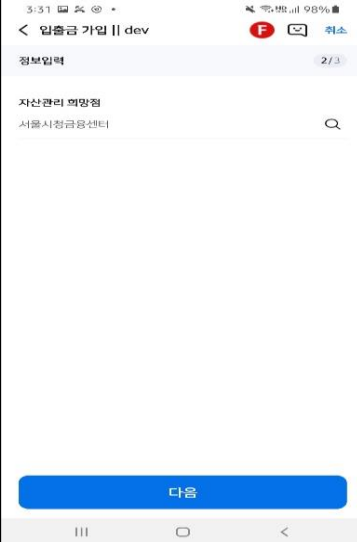 3:31 98%
입출금 가입 || dev F 취소
정보입력 2/3
자산관리 희망점
서울시청금융센터
다음